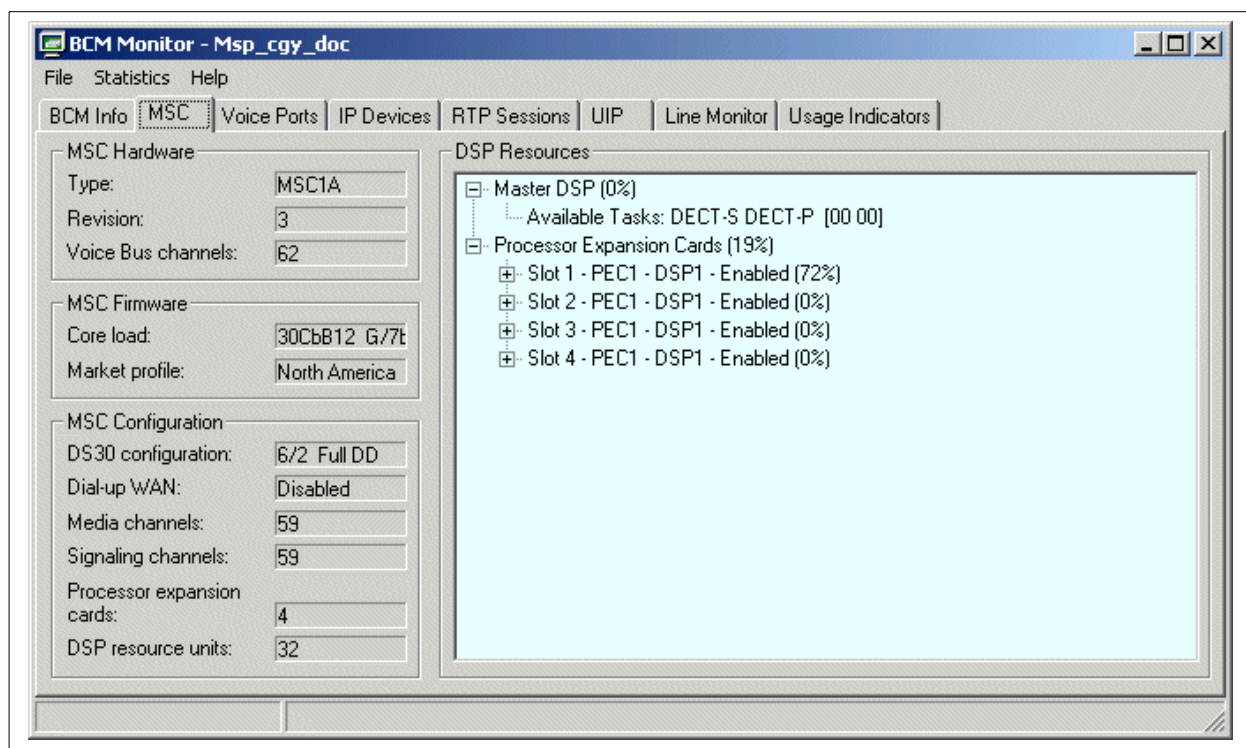 BCM Monitor - Msp_cgy_doc
File Statistics Help
BCM Info MSC Voice Ports IP Devices RTP Sessions UIP Line Monitor Usage Indicators
MSC Hardware
Type: MSC1A
Revision: 3
Voice Bus channels: 62
MSC Firmware
Core load: 30CbB12 G/7b
Market profile: North America
MSC Configuration
DS30 configuration: 6/2 Full DD
Dial-up WAN: Disabled
Media channels: 59
Signaling channels: 59
Processor expansion
cards: 4
DSP resource units: 32
DSP Resources
Master DSP (0%)
Available Tasks: DECT-S DECT-P [00 00]
Processor Expansion Cards (19%)
Slot 1 - PEC1 - DSP1 - Enabled (72%)
Slot 2 - PEC1 - DSP1 - Enabled (0%)
Slot 3 - PEC1 - DSP1 - Enabled (0%)
Slot 4 - PEC1 - DSP1 - Enabled (0%)